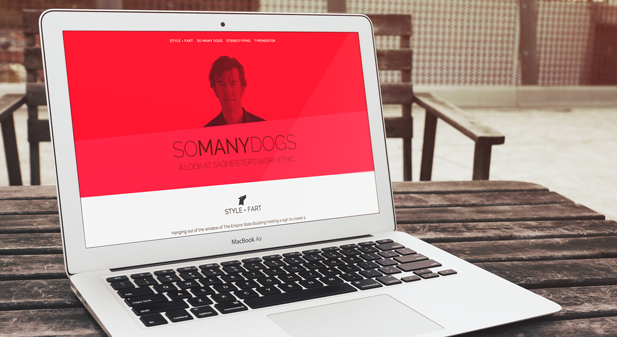 STYLE = FART SO MANY DOGS STEREOTYPING TYPEMEISTER
SOMANYDOGS
A LOOK AT SAGMEISTER'S WORK ETHIC
STYLE = FART
Hanging out of the window of The Empire State Building holding a sign to create a
MacBook Air